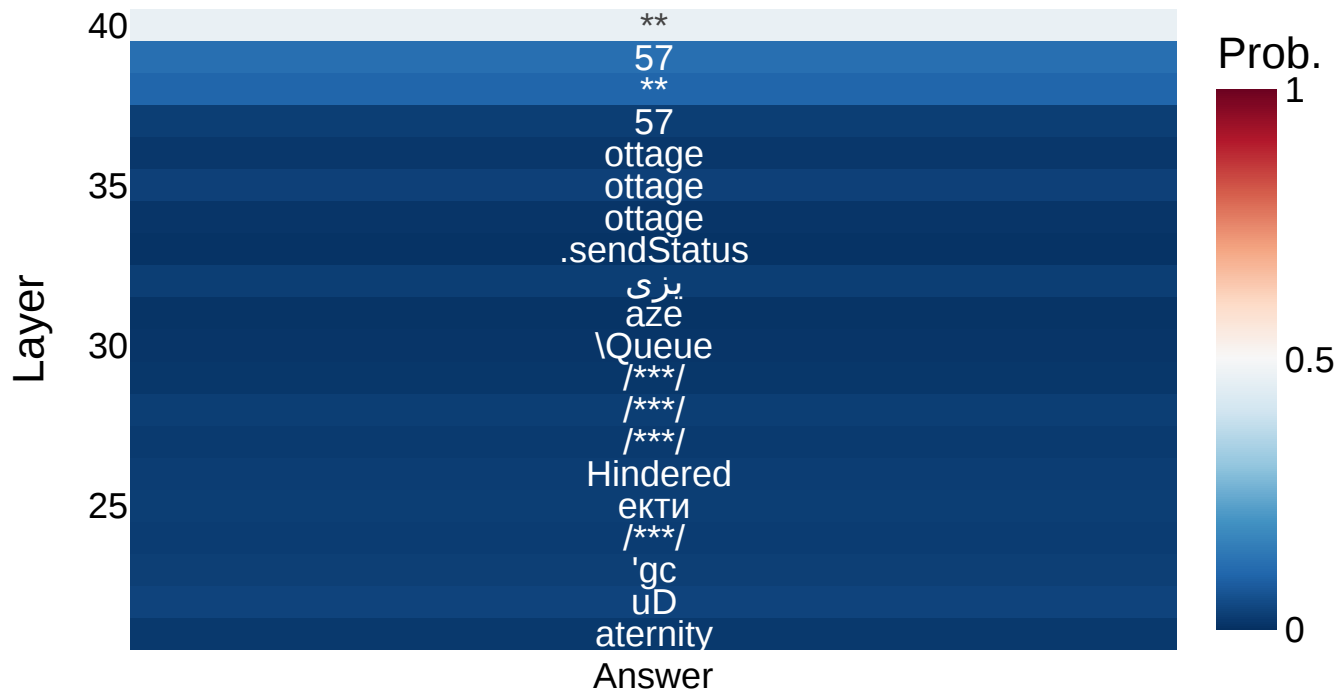 40
**
57
**
57
ottage
35
ottage
ottage
.sendStatus
یزی
aze
30
\Queue
/***/
/***/
/***/
Hindered
25
екти
/***/
'gc
uD
aternity
Layer
Answer
Prob.
1
0.5
0